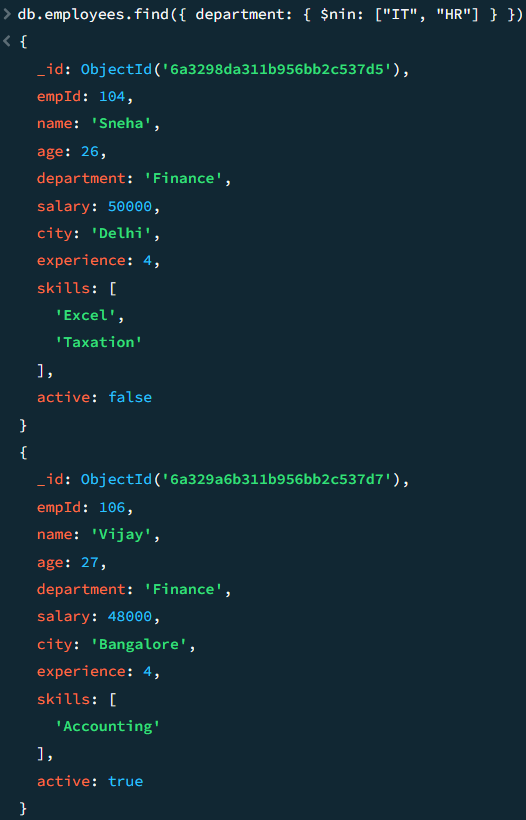 > db.employees.find({ department: { $nin: ["IT", "HR"] } })
< {
_id: ObjectId('6a3298da311b956bb2c537d5'),
empId: 104,
name: 'Sneha',
age: 26,
department: 'Finance',
salary: 50000,
city: 'Delhi',
experience: 4,
skills: [
'Excel',
'Taxation'
],
active: false
}
{
_id: ObjectId('6a329a6b311b956bb2c537d7'),
empId: 106,
name: 'Vijay',
age: 27,
department: 'Finance',
salary: 48000,
city: 'Bangalore',
experience: 4,
skills: [
'Accounting'
],
active: true
}